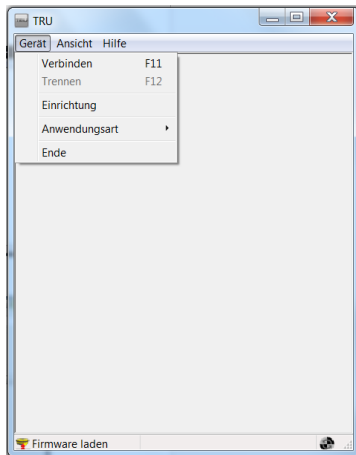 TRU
Gerät Ansicht Hilfe
Verbinden F11
Trennen F12
Einrichtung
Anwendungsart
Ende
Firmware laden